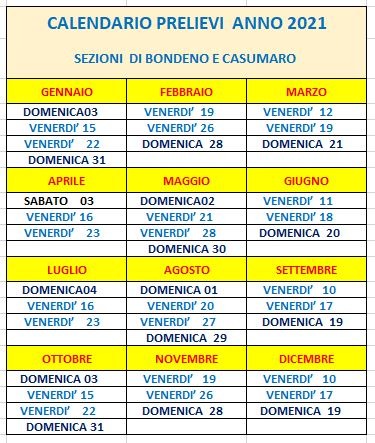 CALENDARIO PRELIEVI ANNO 2021
SEZIONI DI BONDENO E CASUMARO
GENNAIO FEBBRAIO MARZO
DOMENICA03 VENERDI’ 19 VENERDI’ 12
VENERDI’ 15 VENERDI’ 26 VENERDI’ 19
VENERDI’ 22 DOMENICA 28 DOMENICA 21
DOMENICA 31
APRILE MAGGIO GIUGNO
SABATO 03 DOMENICA02 VENERDI’ 11
VENERDI’ 16 VENERDI’ 21 VENERDI’ 18
VENERDI’ 23 VENERDI’ 28 DOMENICA 20
DOMENICA 30
LUGLIO AGOSTO SETTEMBRE
DOMENICA04 DOMENICA 01 VENERDI’ 10
VENERDI’ 16 VENERDI’ 20 VENERDI’ 17
VENERDI’ 23 VENERDI’ 27 DOMENICA 19
DOMENICA 29
OTTOBRE NOVEMBRE DICEMBRE
DOMENICA 03 VENERDI’ 19 VENERDI’ 10
VENERDI’ 15 VENERDI’ 26 VENERDI’ 17
VENERDI’ 22 DOMENICA 28 DOMENICA 19
DOMENICA 31